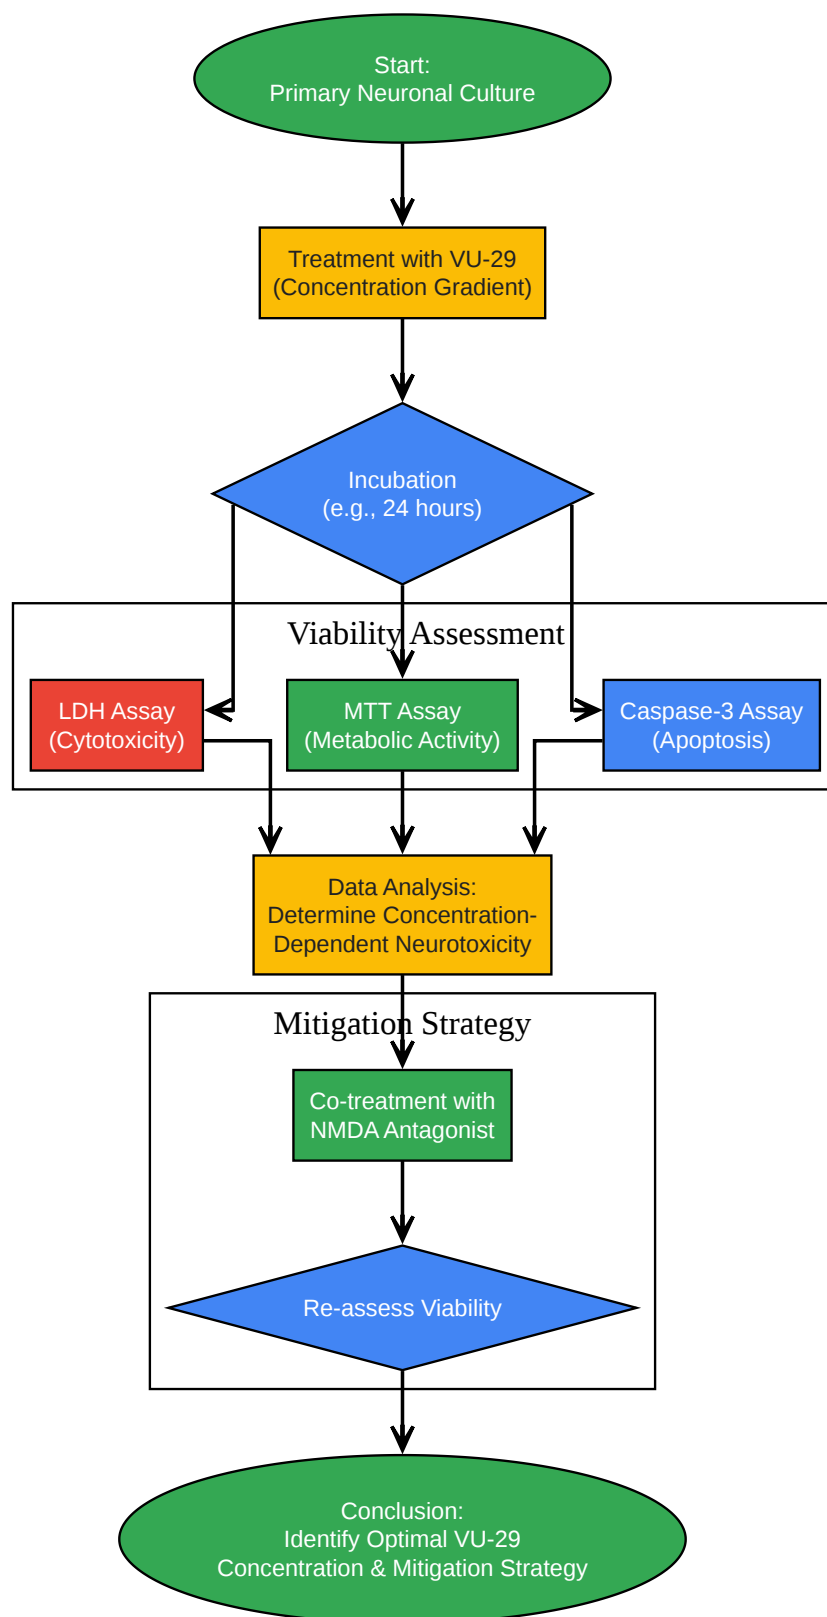 Start:
Primary Neuronal Culture
Treatment with VU-29
(Concentration Gradient)
Incubation
(e.g., 24 hours)
Viability Assessment
LDH Assay
(Cytotoxicity)
MTT Assay
(Metabolic Activity)
Caspase-3 Assay
(Apoptosis)
Data Analysis:
Determine Concentration-
Dependent Neurotoxicity
Mitigation Strategy
Co-treatment with
NMDA Antagonist
Re-assess Viability
Conclusion:
Identify Optimal VU-29
Concentration & Mitigation Strategy